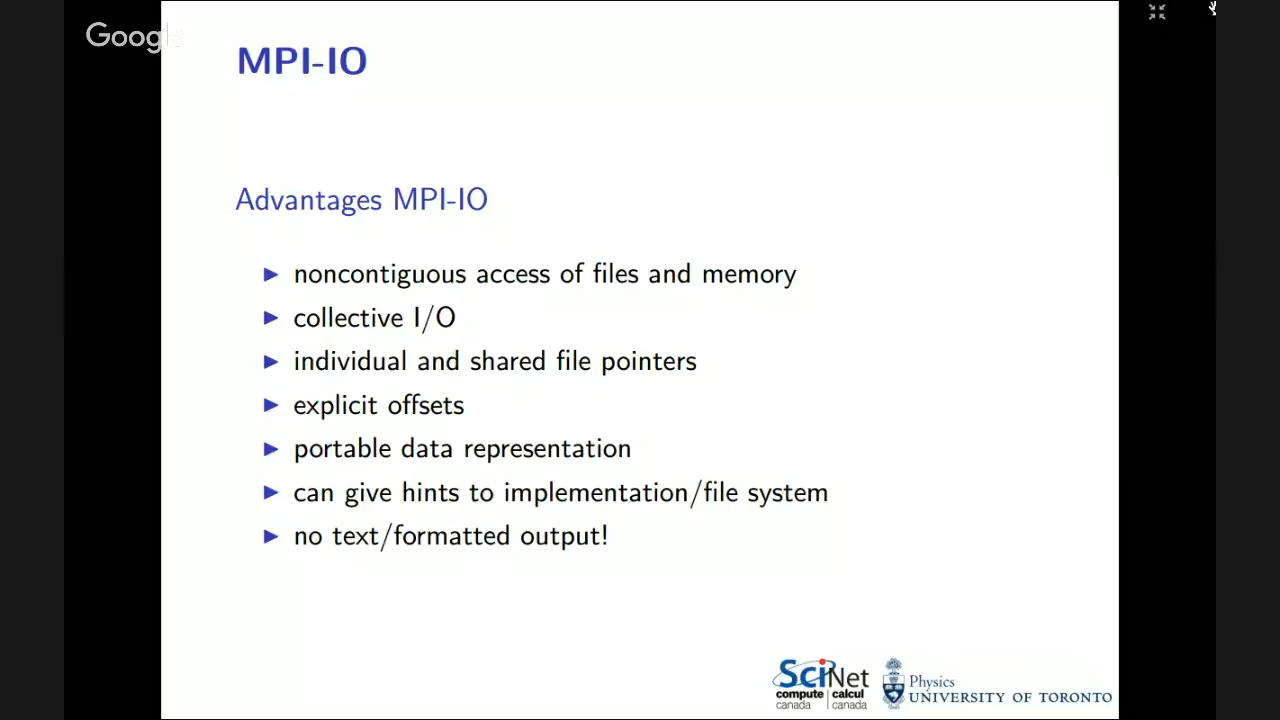 Google
MPI-IO
Advantages MPI-IO
▶ noncontiguous access of files and memory
▶ collective I/O
▶ individual and shared file pointers
▶ explicit offsets
▶ portable data representation
▶ can give hints to implementation/file system
▶ no text/formatted output!
SciNet
compute | calcul
canada | canada
Physics
UNIVERSITY OF TORONTO